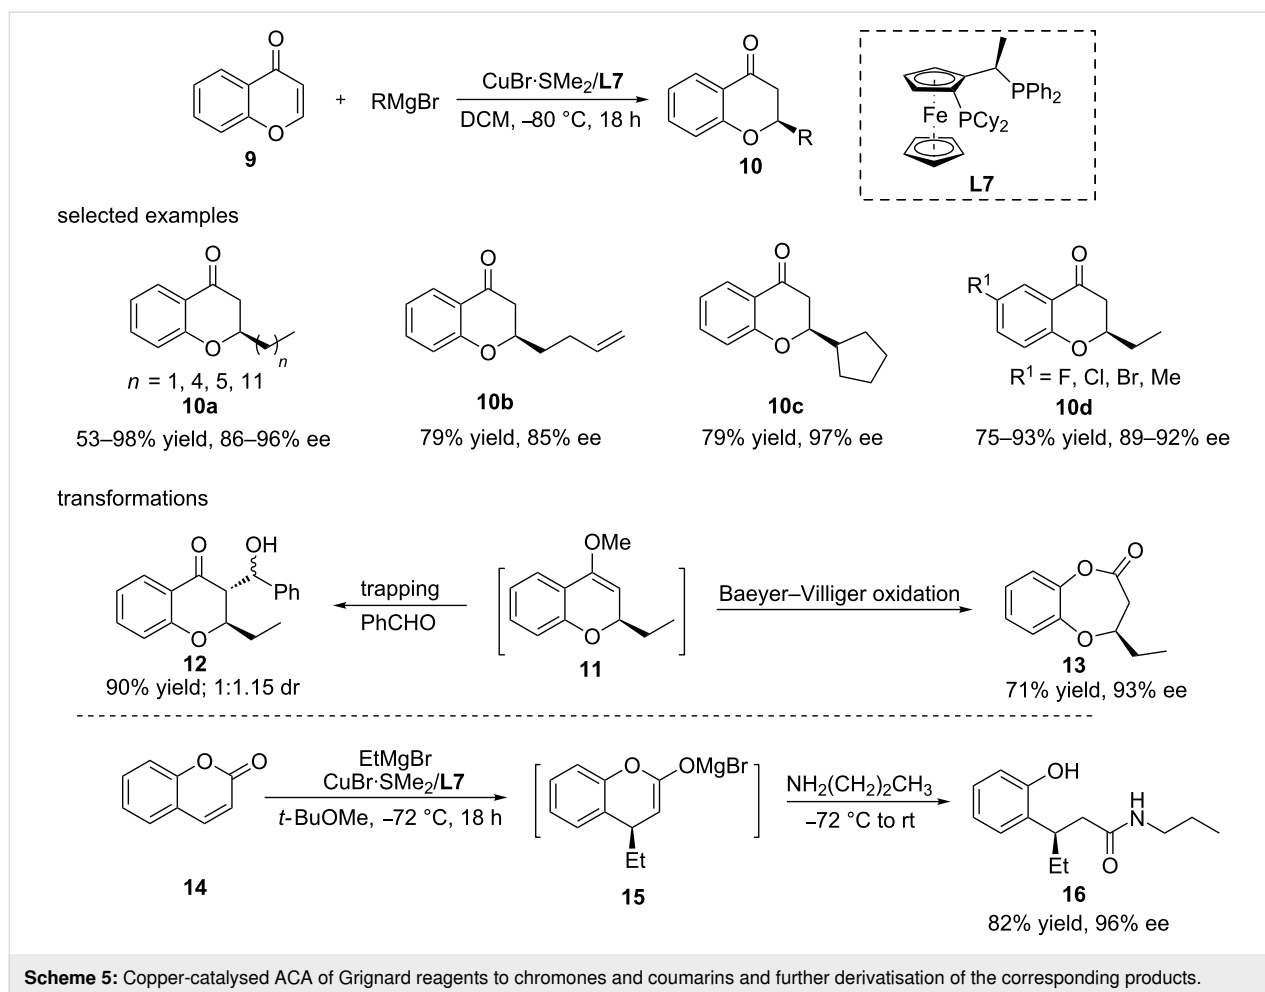 O
O
9
+
RMgBr
CuBr·SMe2/L7
DCM, –80 °C, 18 h
O
O
R
10
Fe
PPh2
PCy2
L7
selected examples
O
O
n
n = 1, 4, 5, 11
10a
53–98% yield, 86–96% ee
O
O
10b
79% yield, 85% ee
O
O
10c
79% yield, 97% ee
R1
O
O
R1 = F, Cl, Br, Me
10d
75–93% yield, 89–92% ee
transformations
O
OH
Ph
O
12
90% yield; 1:1.15 dr
trapping
PhCHO
OMe
O
11
Baeyer–Villiger oxidation
O
O
O
13
71% yield, 93% ee
O
O
14
EtMgBr
CuBr·SMe2/L7
t-BuOMe, –72 °C, 18 h
O
OMgBr
Et
15
NH2(CH2)2CH3
–72 °C to rt
OH
H
N
Et
O
16
82% yield, 96% ee
Scheme 5: Copper-catalysed ACA of Grignard reagents to chromones and coumarins and further derivatisation of the corresponding products.